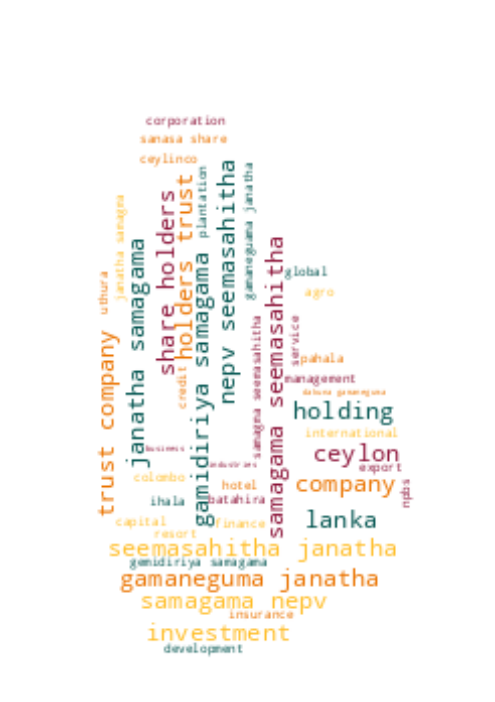 corporation
sanasa share
ceylinco
share holders
holders trust
plantation
nepv seemasahitha
gamaneguma janatha
janatha samagama
janatha samagama
uthura
trust company
credit
gamidiriya samagama
samagama seemasahitha
samagama seemasahitha
global
agro
service
pahala
management
dakuna gamaneguma
holding
international
ceylon
export
company
npbs
business
industries
colombo
hotel
ihala
batahira
lanka
capital
finance
resort
seemasahitha janatha
gemidiriya samagama
gamaneguma janatha
samagama nepv
insurance
investment
development